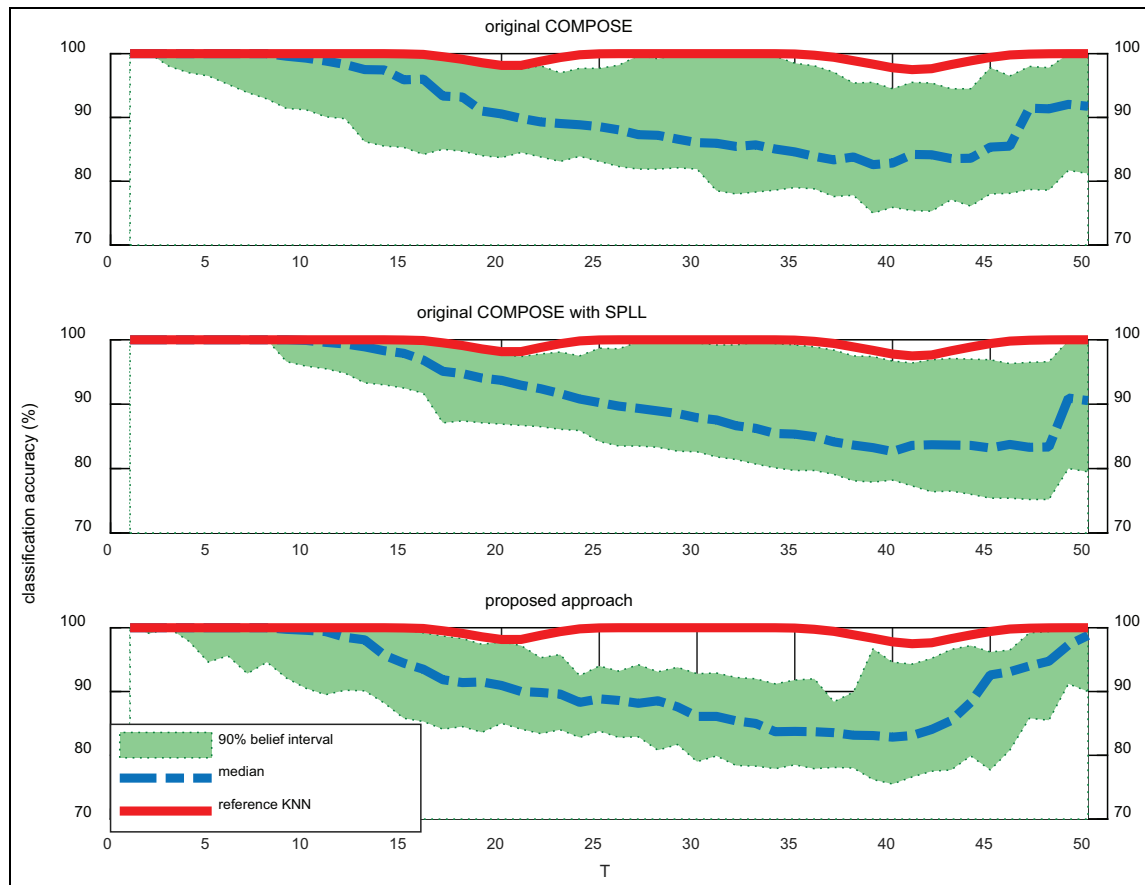 original COMPOSE
100 100
90 90
80 80
70 70
0 5 10 15 20 25 30 35 40 45 50
original COMPOSE with SPLL
100 100
90 90
80 80
70 70
0 5 10 15 20 25 30 35 40 45 50
classification accuracy (%)
proposed approach
100 100
90 90
80 80
70 70
90% belief interval
median
reference KNN
0 5 10 15 20 25 30 35 40 45 50
T